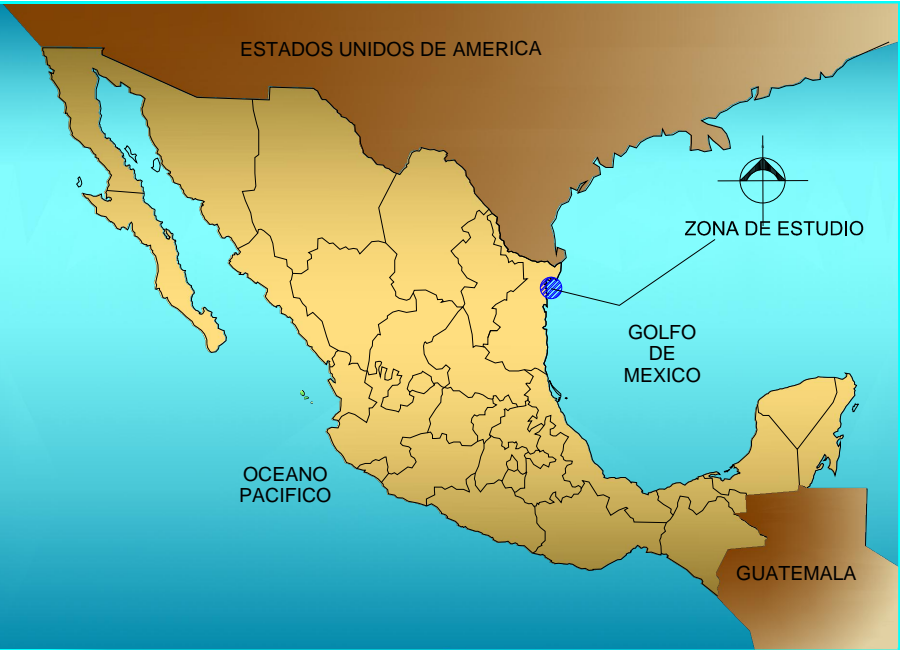 ESTADOS UNIDOS DE AMERICA
ZONA DE ESTUDIO
GOLFO
DE
MEXICO
OCEANO
PACIFICO
GUATEMALA